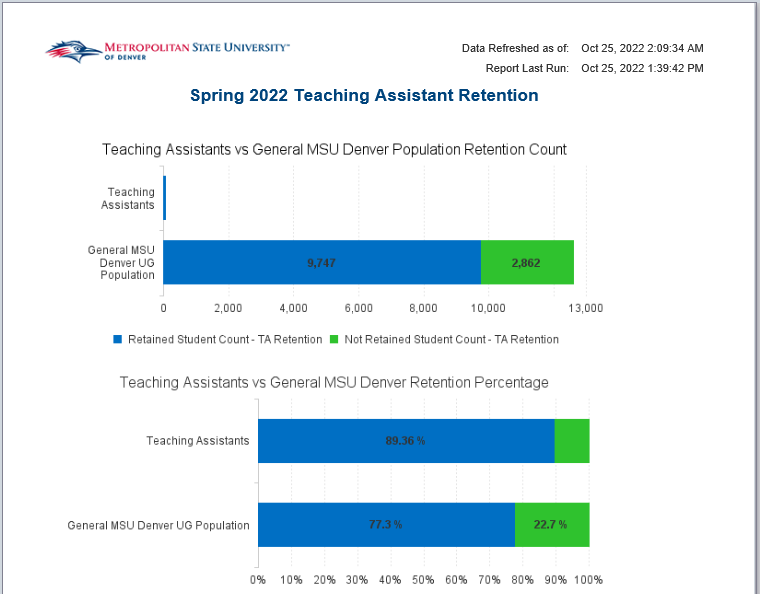 METROPOLITAN STATE UNIVERSITY™
OF DENVER
Data Refreshed as of: Oct 25, 2022 2:09:34 AM
Report Last Run: Oct 25, 2022 1:39:42 PM
Spring 2022 Teaching Assistant Retention
Teaching Assistants vs General MSU Denver Population Retention Count
Teaching
Assistants
General MSU
Denver UG
Population
9,747 2,862
0 2,000 4,000 6,000 8,000 10,000 13,000
Retained Student Count - TA Retention Not Retained Student Count - TA Retention
Teaching Assistants vs General MSU Denver Retention Percentage
Teaching Assistants 89.36 %
General MSU Denver UG Population 77.3 % 22.7 %
0% 10% 20% 30% 40% 50% 60% 70% 80% 90% 100%